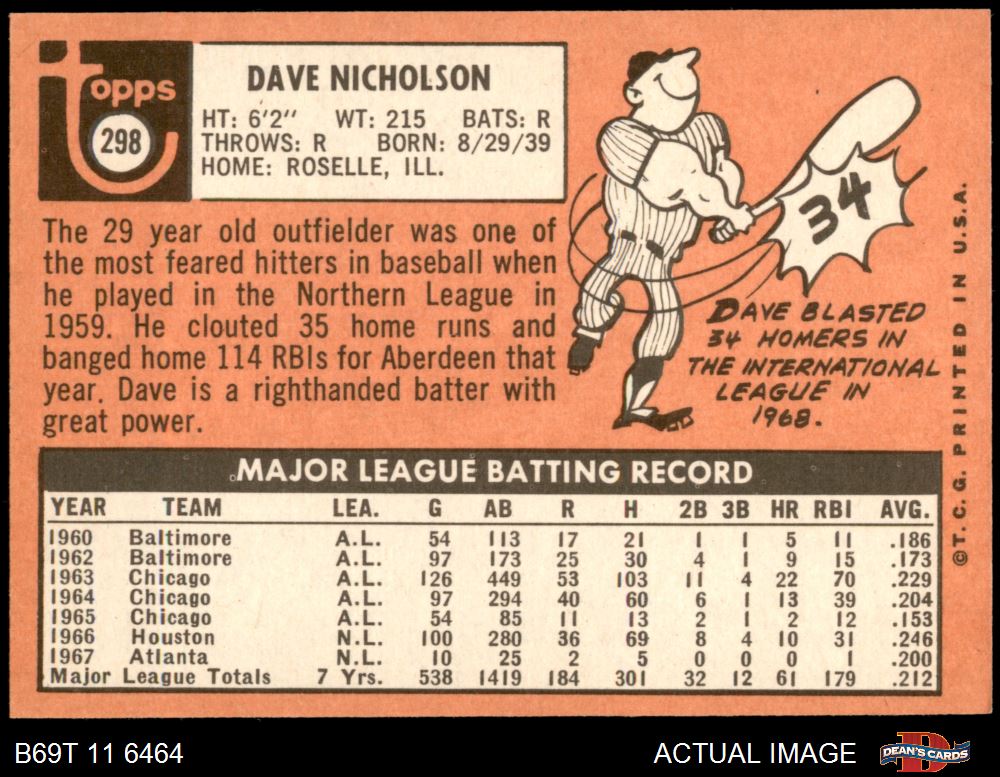 Topps
298
DAVE NICHOLSON
HT: 6'2" WT: 215 BATS: R
THROWS: R BORN: 8/29/39
HOME: ROSELLE, ILL.
The 29 year old outfielder was one of
the most feared hitters in baseball when
he played in the Northern League in
1959. He clouted 35 home runs and
banged home 114 RBIs for Aberdeen that
year. Dave is a righthanded batter with
great power.
34
DAVE BLASTED
34 HOMERS IN
THE INTERNATIONAL
LEAGUE IN
1968.
©T.C.G. PRINTED IN U.S.A.
MAJOR LEAGUE BATTING RECORD
YEAR TEAM LEA. G AB R H 2B 3B HR RBI AVG.
1960 Baltimore A.L. 54 113 17 21 1 1 5 11 .186
1962 Baltimore A.L. 97 173 25 30 4 1 9 15 .173
1963 Chicago A.L. 126 449 53 103 11 4 22 70 .229
1964 Chicago A.L. 97 294 40 60 6 1 13 39 .204
1965 Chicago A.L. 54 85 11 13 2 1 2 12 .153
1966 Houston N.L. 100 280 36 69 8 4 10 31 .246
1967 Atlanta N.L. 10 25 2 5 0 0 0 1 .200
Major League Totals 7 Yrs. 538 1419 184 301 32 12 61 179 .212
B69T 11 6464
ACTUAL IMAGE
DEAN'S CARDS